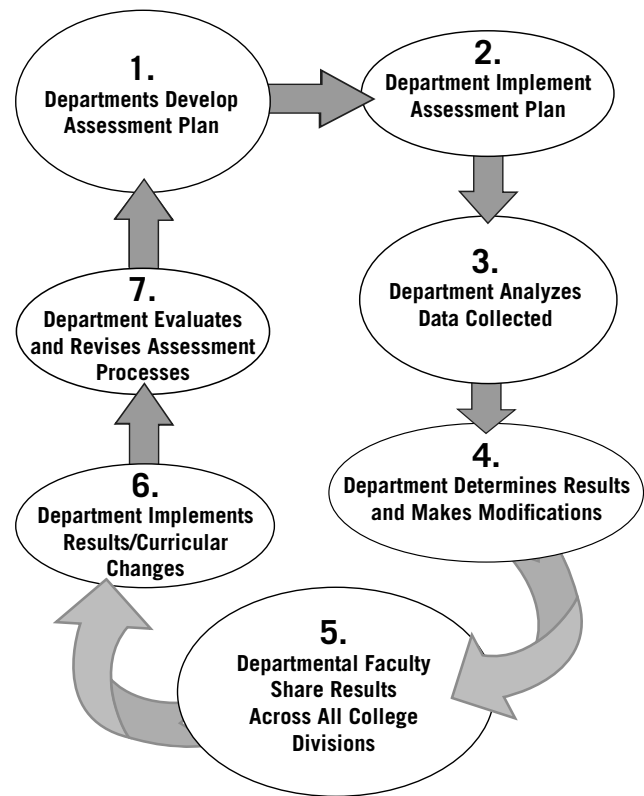 1.
Departments Develop
Assessment Plan
2.
Department Implement
Assessment Plan
3.
Department Analyzes
Data Collected
4.
Department Determines Results
and Makes Modifications
5.
Departmental Faculty
Share Results
Across All College
Divisions
6.
Department Implements
Results/Curricular
Changes
7.
Department Evaluates
and Revises Assessment
Processes